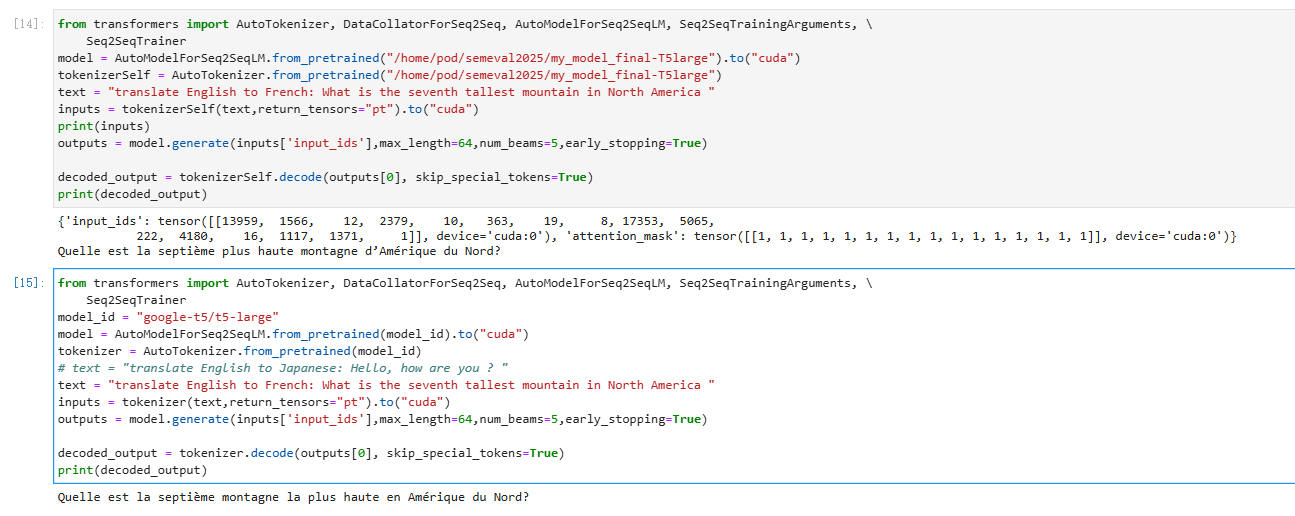 [14]: from transformers import AutoTokenizer, DataCollatorForSeq2Seq, AutoModelForSeq2SeqLM, Seq2SeqTrainingArguments, \
    Seq2SeqTrainer
model = AutoModelForSeq2SeqLM.from_pretrained("/home/pod/semeval2025/my_model_final-T5large").to("cuda")
tokenizerSelf = AutoTokenizer.from_pretrained("/home/pod/semeval2025/my_model_final-T5large")
text = "translate English to French: What is the seventh tallest mountain in North America "
inputs = tokenizerSelf(text,return_tensors="pt").to("cuda")
print(inputs)
outputs = model.generate(inputs['input_ids'],max_length=64,num_beams=5,early_stopping=True)

decoded_output = tokenizerSelf.decode(outputs[0], skip_special_tokens=True)
print(decoded_output)
{'input_ids': tensor([[13959,  1566,    12,  2379,    10,   363,    19,     8, 17353,  5065,
           222,  4180,    16,  1117,  1371,     1]], device='cuda:0'), 'attention_mask': tensor([[1, 1, 1, 1, 1, 1, 1, 1, 1, 1, 1, 1, 1, 1, 1, 1]], device='cuda:0')}
Quelle est la septième plus haute montagne d’Amérique du Nord?
[15]: from transformers import AutoTokenizer, DataCollatorForSeq2Seq, AutoModelForSeq2SeqLM, Seq2SeqTrainingArguments, \
    Seq2SeqTrainer
model_id = "google-t5/t5-large"
model = AutoModelForSeq2SeqLM.from_pretrained(model_id).to("cuda")
tokenizer = AutoTokenizer.from_pretrained(model_id)
# text = "translate English to Japanese: Hello, how are you ? "
text = "translate English to French: What is the seventh tallest mountain in North America "
inputs = tokenizer(text,return_tensors="pt").to("cuda")
outputs = model.generate(inputs['input_ids'],max_length=64,num_beams=5,early_stopping=True)

decoded_output = tokenizer.decode(outputs[0], skip_special_tokens=True)
print(decoded_output)
Quelle est la septième montagne la plus haute en Amérique du Nord?